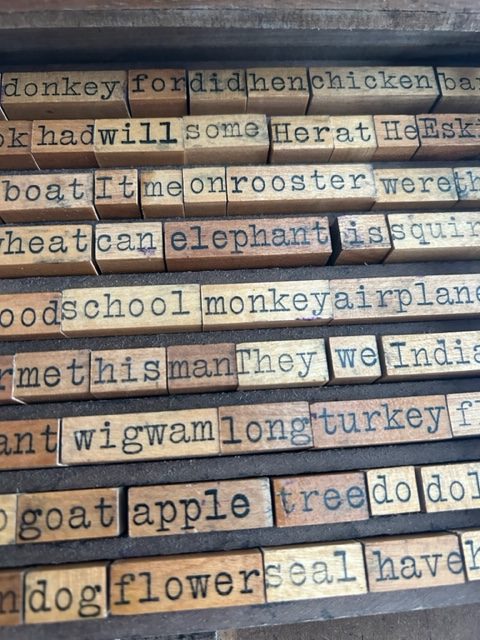 donkey for did hen chicken
had will some Her at He
boat It me on rooster were
can elephant is
school monkey airplane
met his man They we
wigwam long turkey
goat apple tree do
dog flower seal have